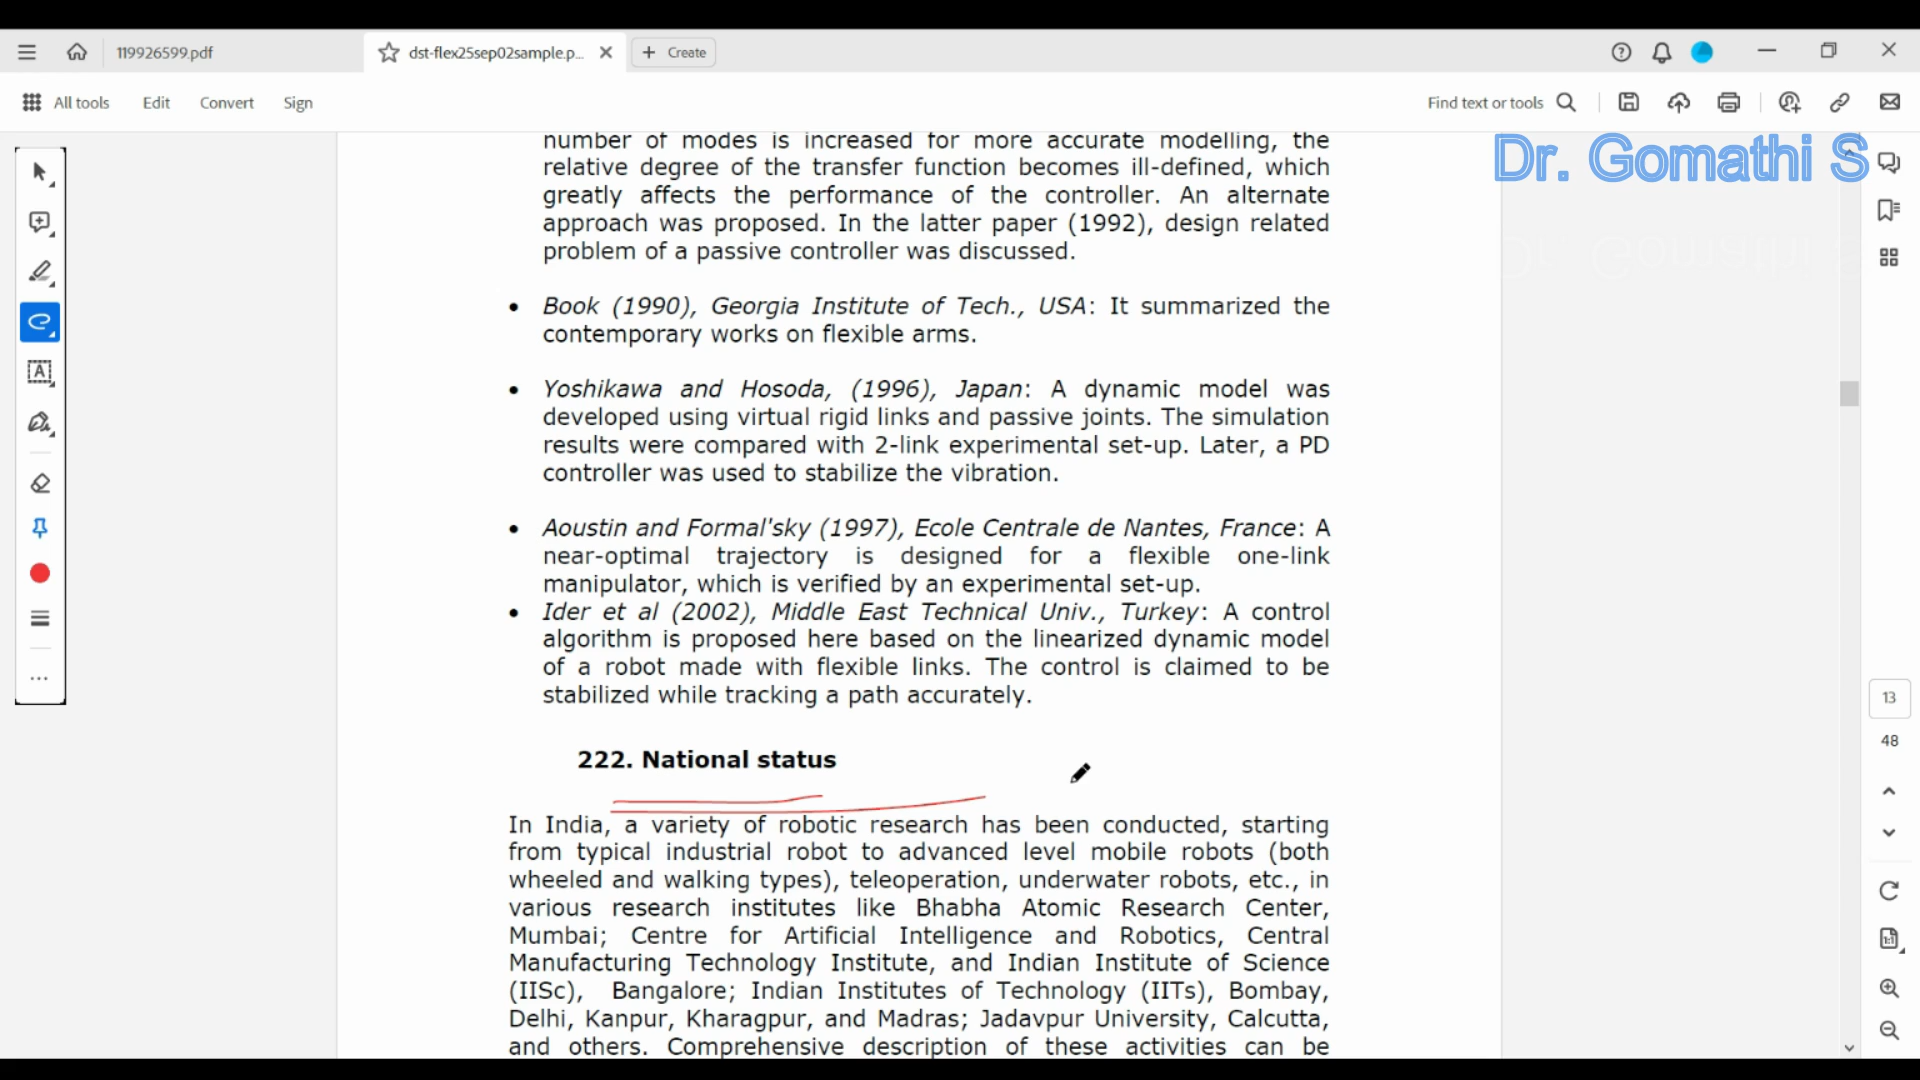 119926599.pdf
dst-flex25sep02sample.p...
Create
All tools
Edit
Convert
Sign
Find text or tools
Dr. Gomathi S
number of modes is increased for more accurate modelling, the
relative degree of the transfer function becomes ill-defined, which
greatly affects the performance of the controller. An alternate
approach was proposed. In the latter paper (1992), design related
problem of a passive controller was discussed.
• Book (1990), Georgia Institute of Tech., USA: It summarized the
contemporary works on flexible arms.
• Yoshikawa and Hosoda, (1996), Japan: A dynamic model was
developed using virtual rigid links and passive joints. The simulation
results were compared with 2-link experimental set-up. Later, a PD
controller was used to stabilize the vibration.
• Aoustin and Formal'sky (1997), Ecole Centrale de Nantes, France: A
near-optimal trajectory is designed for a flexible one-link
manipulator, which is verified by an experimental set-up.
• Ider et al (2002), Middle East Technical Univ., Turkey: A control
algorithm is proposed here based on the linearized dynamic model
of a robot made with flexible links. The control is claimed to be
stabilized while tracking a path accurately.
222. National status
In India, a variety of robotic research has been conducted, starting
from typical industrial robot to advanced level mobile robots (both
wheeled and walking types), teleoperation, underwater robots, etc., in
various research institutes like Bhabha Atomic Research Center,
Mumbai; Centre for Artificial Intelligence and Robotics, Central
Manufacturing Technology Institute, and Indian Institute of Science
(IISc), Bangalore; Indian Institutes of Technology (IITs), Bombay,
Delhi, Kanpur, Kharagpur, and Madras; Jadavpur University, Calcutta,
and others. Comprehensive description of these activities can be
13
48